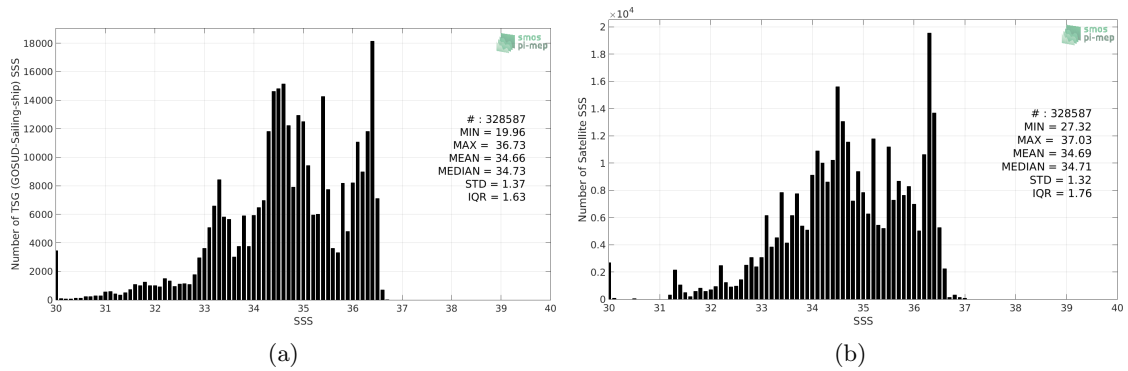 smos
pi-mep
18000
16000
14000
12000
10000
8000
6000
4000
2000
0
Number of TSG (GOSUD-Sailing-ship) SSS
# : 328587
MIN = 19.96
MAX = 36.73
MEAN = 34.66
MEDIAN = 34.73
STD = 1.37
IQR = 1.63
30 31 32 33 34 35 36 37 38 39 40
SSS
(a)
×10⁴
smos
pi-mep
2
1.8
1.6
1.4
1.2
1
0.8
0.6
0.4
0.2
0
Number of Satellite SSS
# : 328587
MIN = 27.32
MAX = 37.03
MEAN = 34.69
MEDIAN = 34.71
STD = 1.32
IQR = 1.76
30 31 32 33 34 35 36 37 38 39 40
SSS
(b)